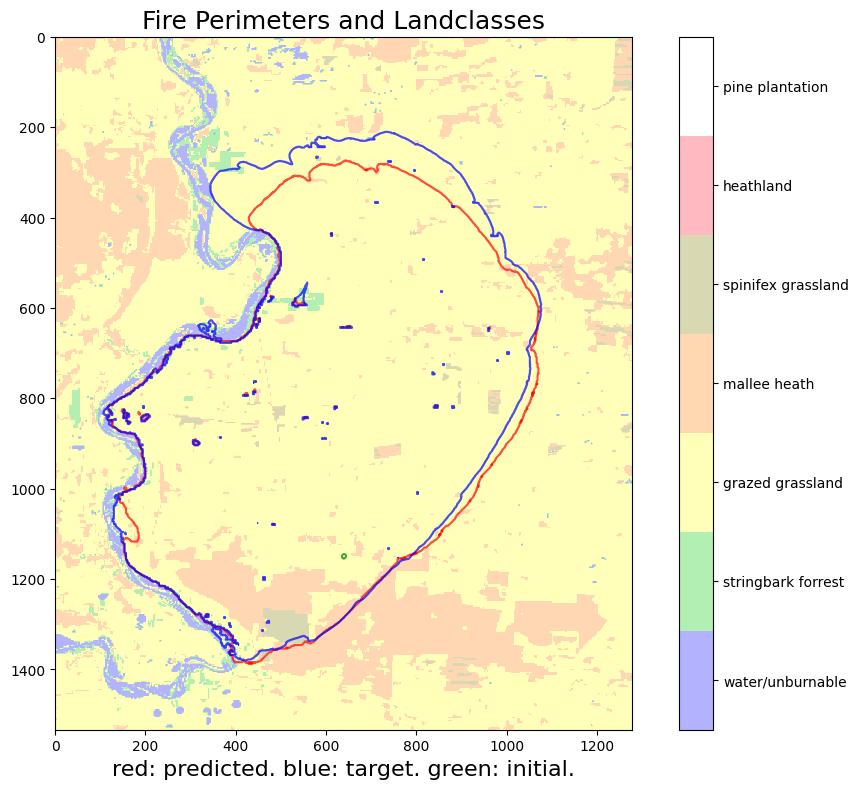 Fire Perimeters and Landclasses
0
200
400
600
800
1000
1200
1400
0 200 400 600 800 1000 1200
red: predicted. blue: target. green: initial.
pine plantation
heathland
spinifex grassland
mallee heath
grazed grassland
stringbark forrest
water/unburnable